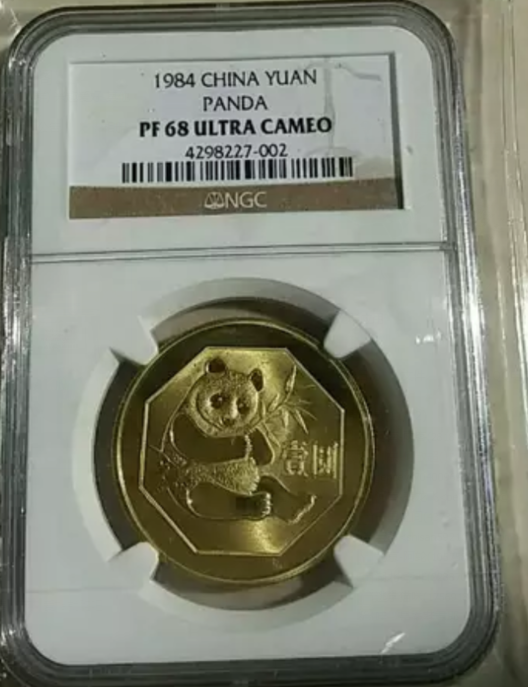 1984 CHINA YUAN
PANDA
PF 68 ULTRA CAMEO
4298227-002
NGC
壹圆